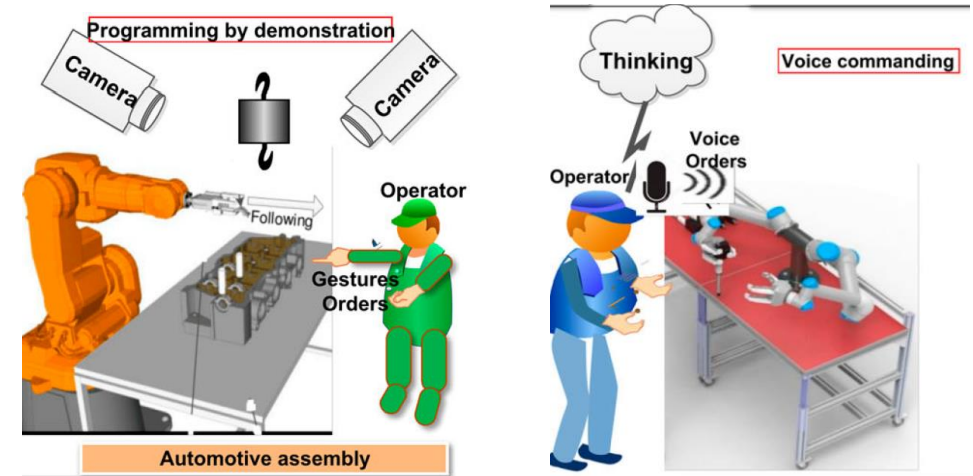 Programming by demonstration
Camera
Camera
Following
Operator
Gestures
Orders
Automotive assembly
Thinking
Voice commanding
Voice
Orders
Operator